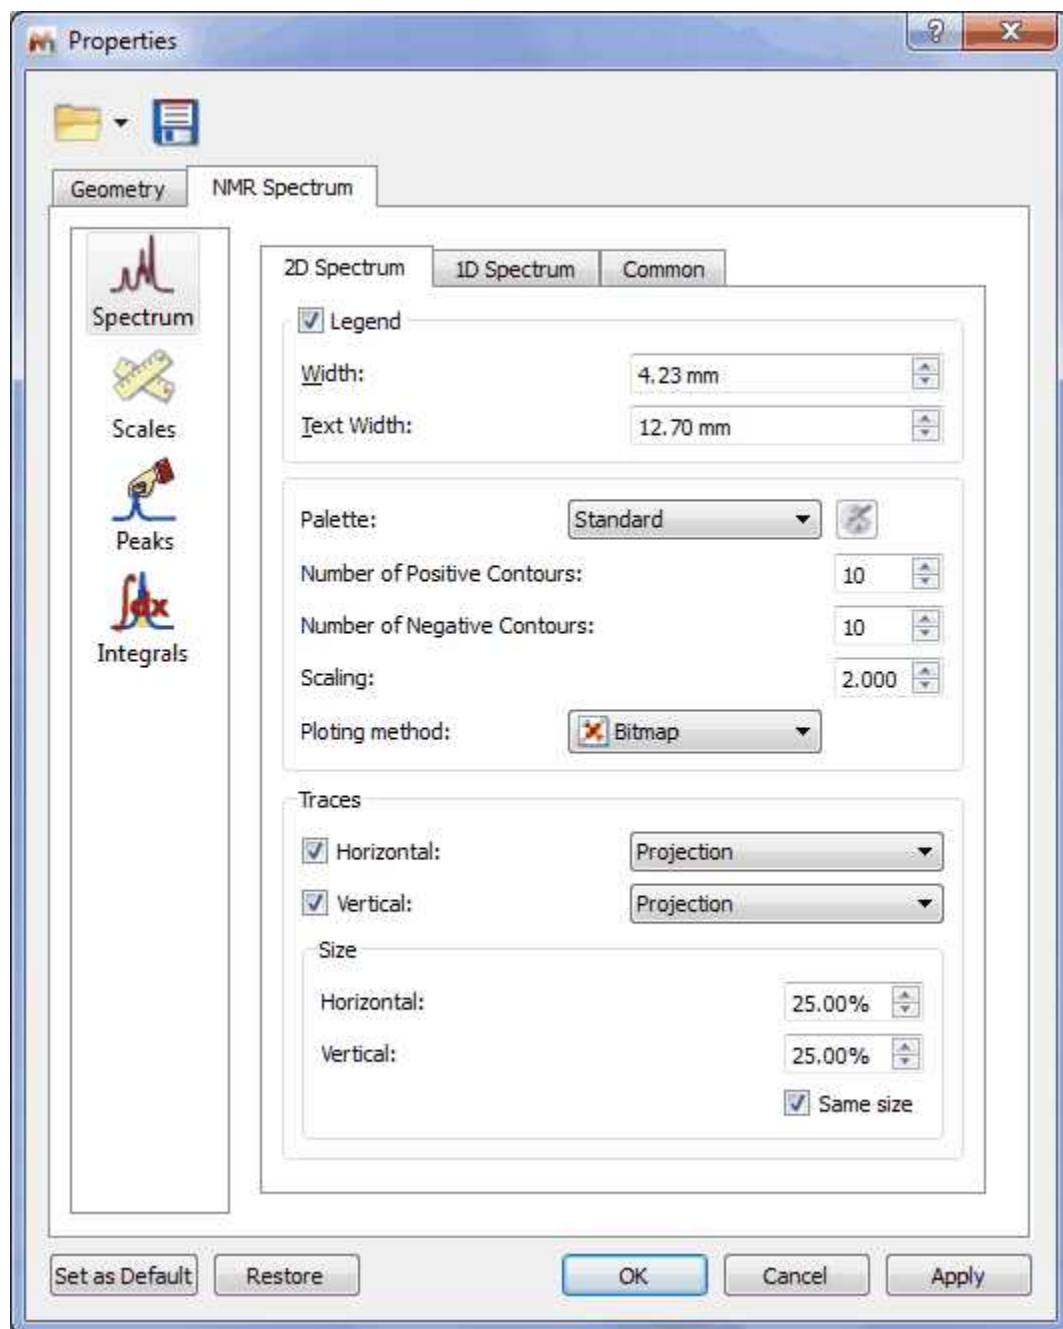 Properties
Geometry
NMR Spectrum
Spectrum
Scales
Peaks
∫dx
Integrals
2D Spectrum
1D Spectrum
Common
Legend
Width: 4.23 mm
Text Width: 12.70 mm
Palette: Standard
Number of Positive Contours: 10
Number of Negative Contours: 10
Scaling: 2.000
Ploting method: Bitmap
Traces
Horizontal: Projection
Vertical: Projection
Size
Horizontal: 25.00%
Vertical: 25.00%
Same size
Set as Default
Restore
OK
Cancel
Apply